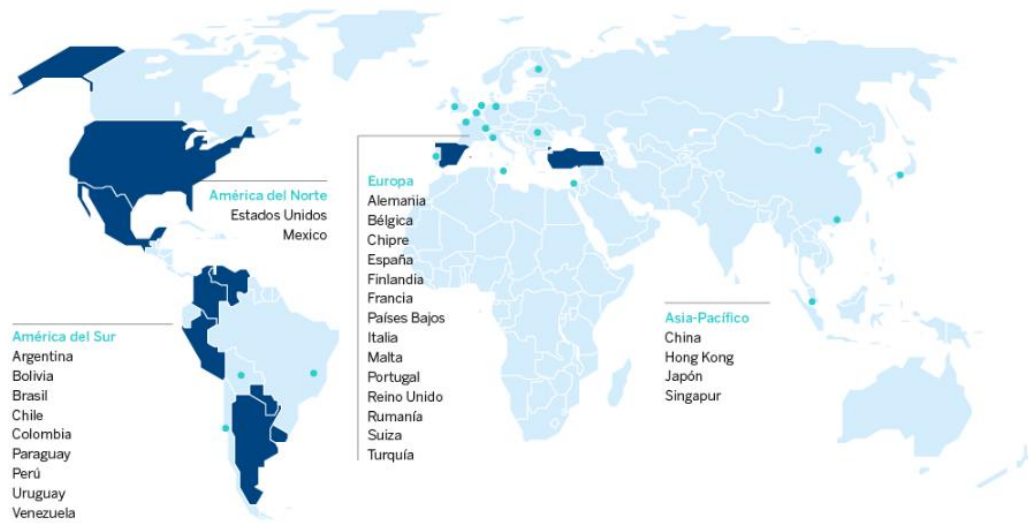 América del Norte
Estados Unidos
Mexico
América del Sur
Argentina
Bolivia
Brasil
Chile
Colombia
Paraguay
Perú
Uruguay
Venezuela
Europa
Alemania
Bélgica
Chipre
España
Finlandia
Francia
Países Bajos
Italia
Malta
Portugal
Reino Unido
Rumanía
Suiza
Turquía
Asia-Pacífico
China
Hong Kong
Japón
Singapur